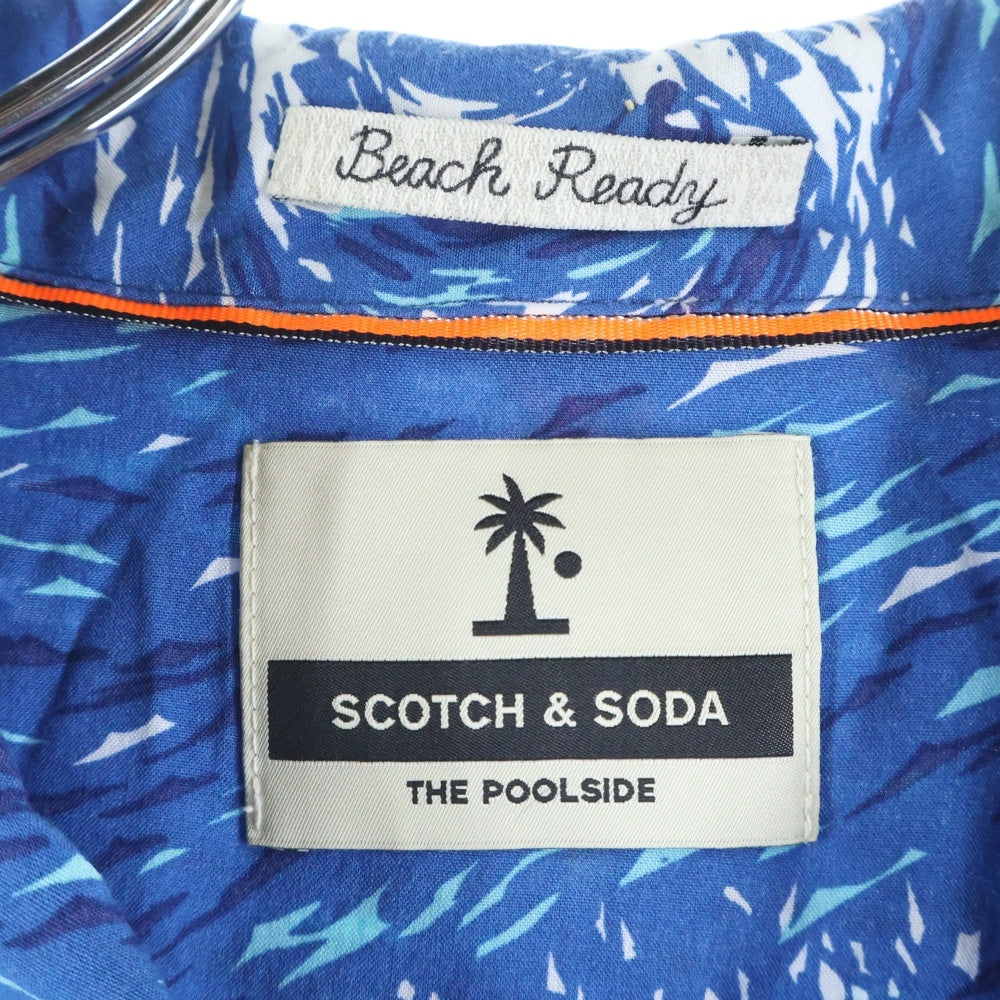 Beach Ready
SCOTCH & SODA
THE POOLSIDE